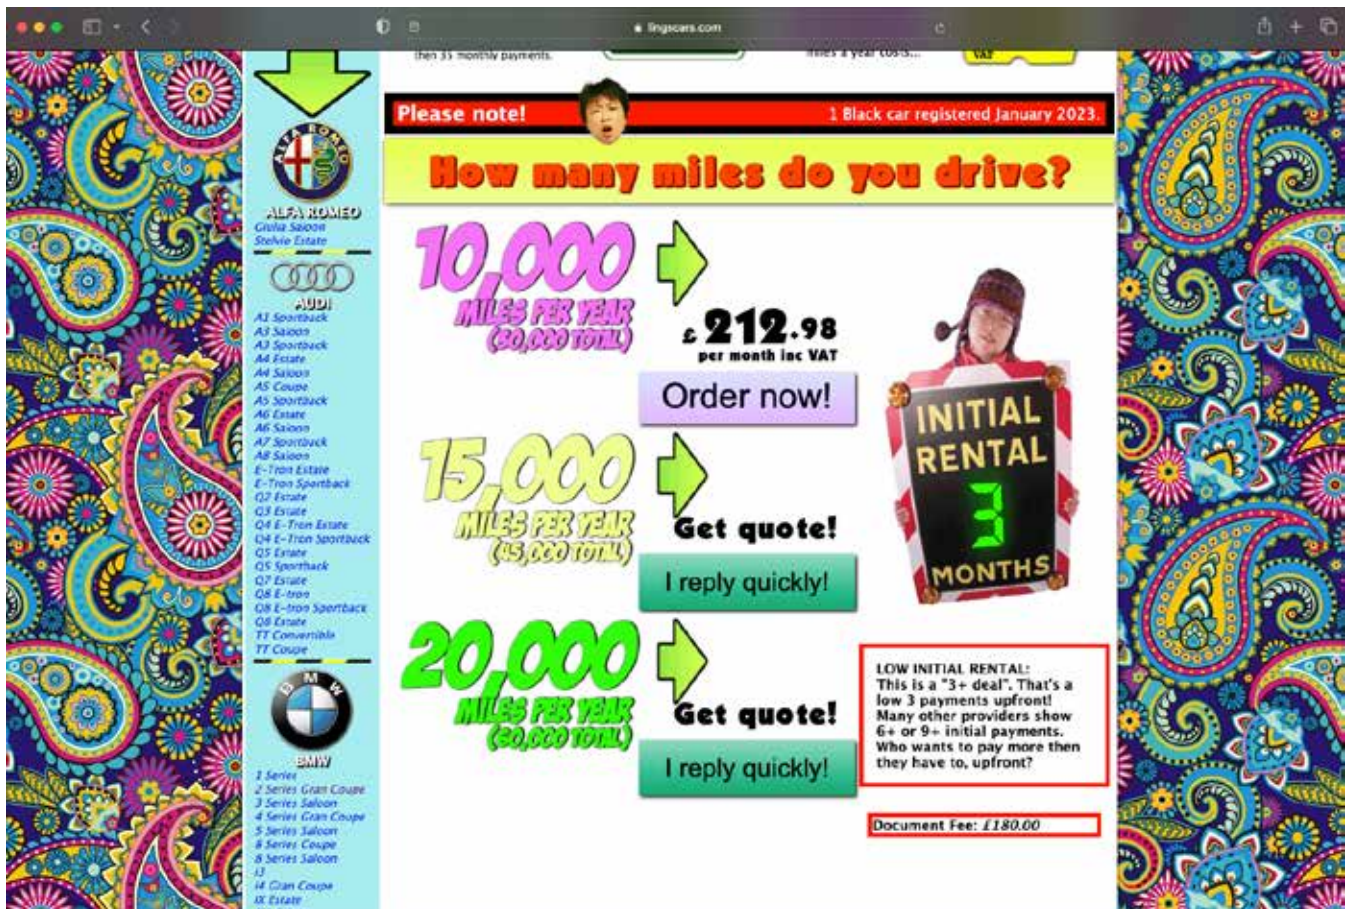 lingscars.com
then 35 monthly payments.
miles a year costs...
VAT
Please note!
1 Black car registered January 2023.
How many miles do you drive?
ALFA ROMEO
ALFA ROMEO
Giulia Saloon
Stelvio Estate
AUDI
A1 Sportback
A3 Saloon
A3 Sportback
A4 Estate
A4 Saloon
A5 Coupe
A5 Sportback
A6 Estate
A6 Saloon
A7 Sportback
A8 Saloon
E-Tron Estate
E-Tron Sportback
Q2 Estate
Q3 Estate
Q4 E-Tron Estate
Q4 E-Tron Sportback
Q5 Estate
Q5 Sportback
Q7 Estate
Q8 E-tron
Q8 E-tron Sportback
Q8 Estate
TT Convertible
TT Coupe
BMW
BMW
1 Series
2 Series Gran Coupe
3 Series Saloon
4 Series Gran Coupe
5 Series Saloon
8 Series Coupe
8 Series Saloon
i3
i4 Gran Coupe
iX Estate
10,000
MILES PER YEAR
(30,000 TOTAL)
£212.98
per month inc VAT
Order now!
15,000
MILES PER YEAR
(45,000 TOTAL)
Get quote!
I reply quickly!
20,000
MILES PER YEAR
(60,000 TOTAL)
Get quote!
I reply quickly!
INITIAL
RENTAL
3
MONTHS
LOW INITIAL RENTAL:
This is a "3+ deal". That's a
low 3 payments upfront!
Many other providers show
6+ or 9+ initial payments.
Who wants to pay more then
they have to, upfront?
Document Fee: £180.00